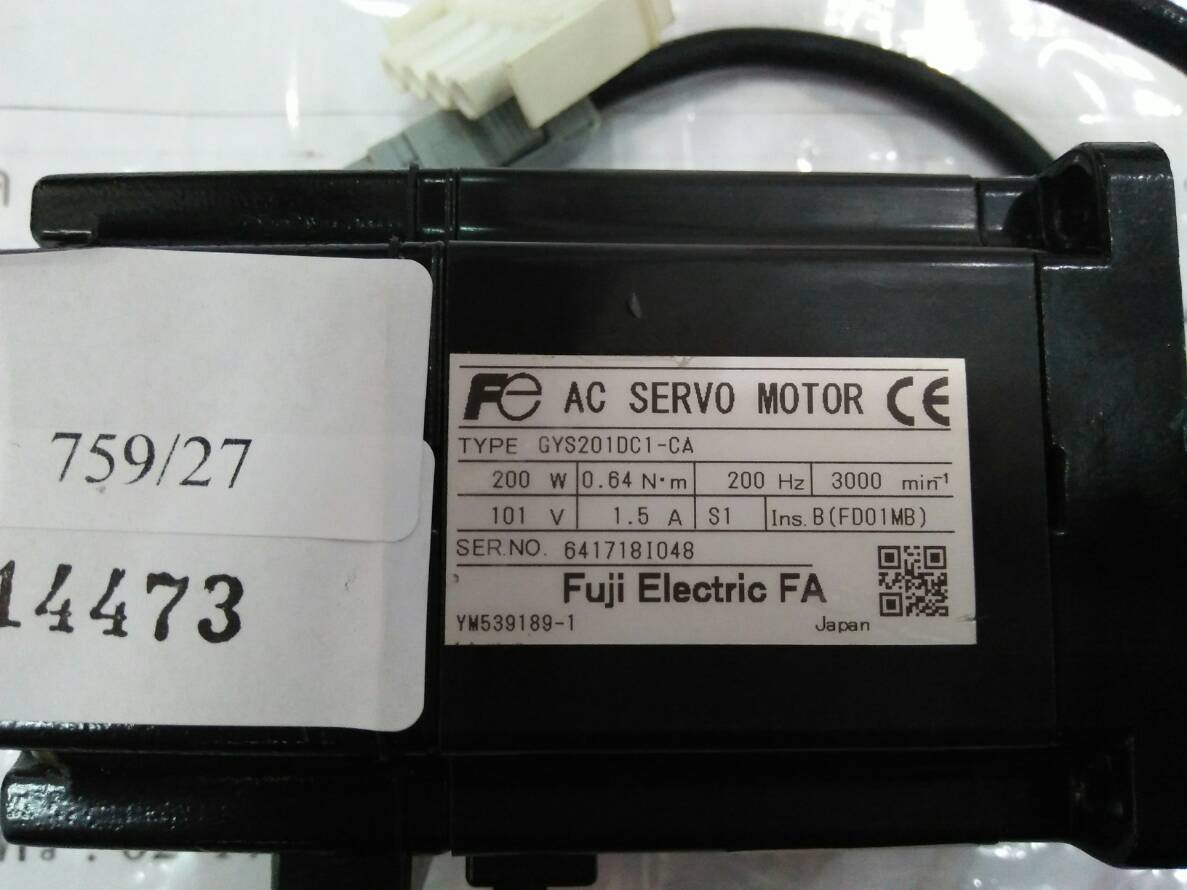 FE AC SERVO MOTOR CE
TYPE GYS201DC1-CA
200 W 0.64 N·m 200 Hz 3000 min⁻¹
101 V 1.5 A S1 Ins. B(FD01MB)
SER.NO. 641718I048
Fuji Electric FA
YM539189-1 Japan
759/27
14473